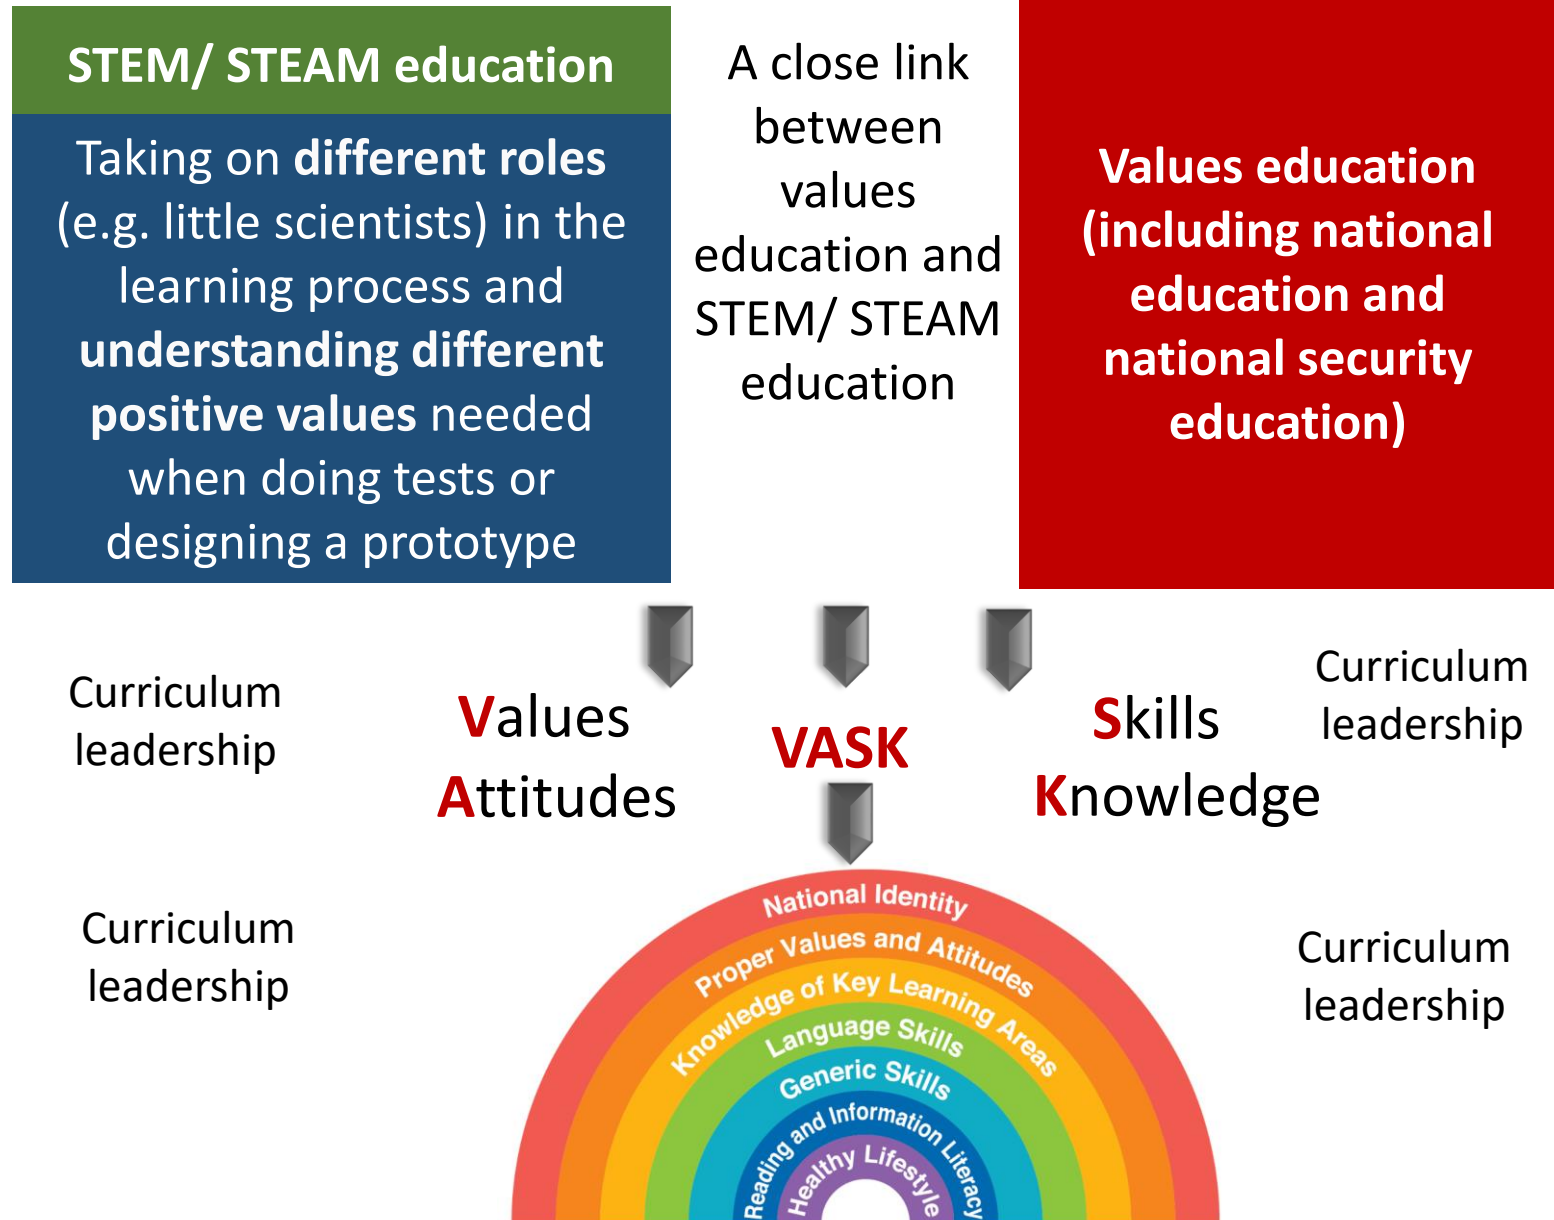 STEM/ STEAM education
Taking on different roles
(e.g. little scientists) in the
learning process and
understanding different
positive values needed
when doing tests or
designing a prototype
A close link
between
values
education and
STEM/ STEAM
education
Values education
(including national
education and
national security
education)
Curriculum
leadership
Values
Attitudes
VASK
Skills
Knowledge
Curriculum
leadership
Curriculum
leadership
National Identity
Proper Values and Attitudes
Knowledge of Key Learning Areas
Language Skills
Generic Skills
Reading and Information Literacy
Healthy Lifestyle
Curriculum
leadership